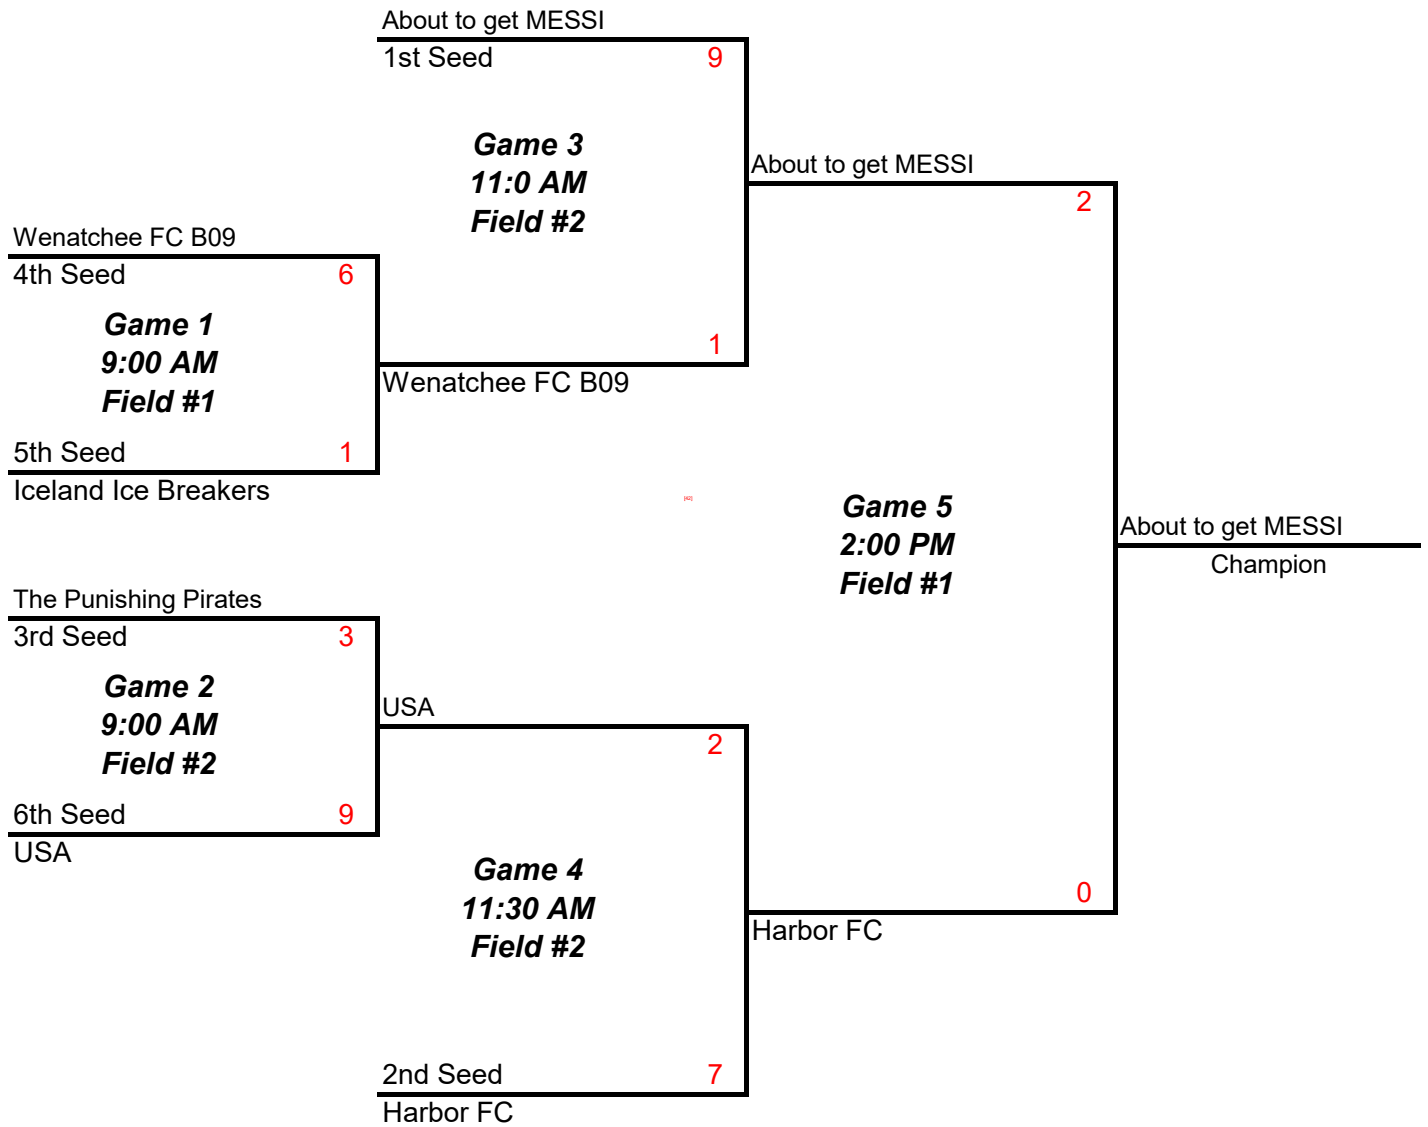 About to get MESSI
1st Seed 9
Game 3
11:0 AM
Field #2
About to get MESSI
2
Wenatchee FC B09
4th Seed 6
Game 1
9:00 AM
Field #1
1
Wenatchee FC B09
5th Seed 1
Iceland Ice Breakers
Game 5
2:00 PM
Field #1
About to get MESSI
Champion
The Punishing Pirates
3rd Seed 3
Game 2
9:00 AM
Field #2
USA
2
6th Seed 9
USA
Game 4
11:30 AM
Field #2
0
Harbor FC
2nd Seed 7
Harbor FC